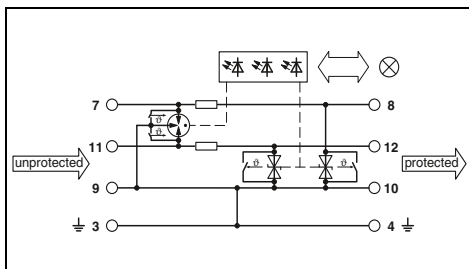 7 ϑ 8
ϑ
11 12
unprotected ϑ ϑ protected
9 10
3 4